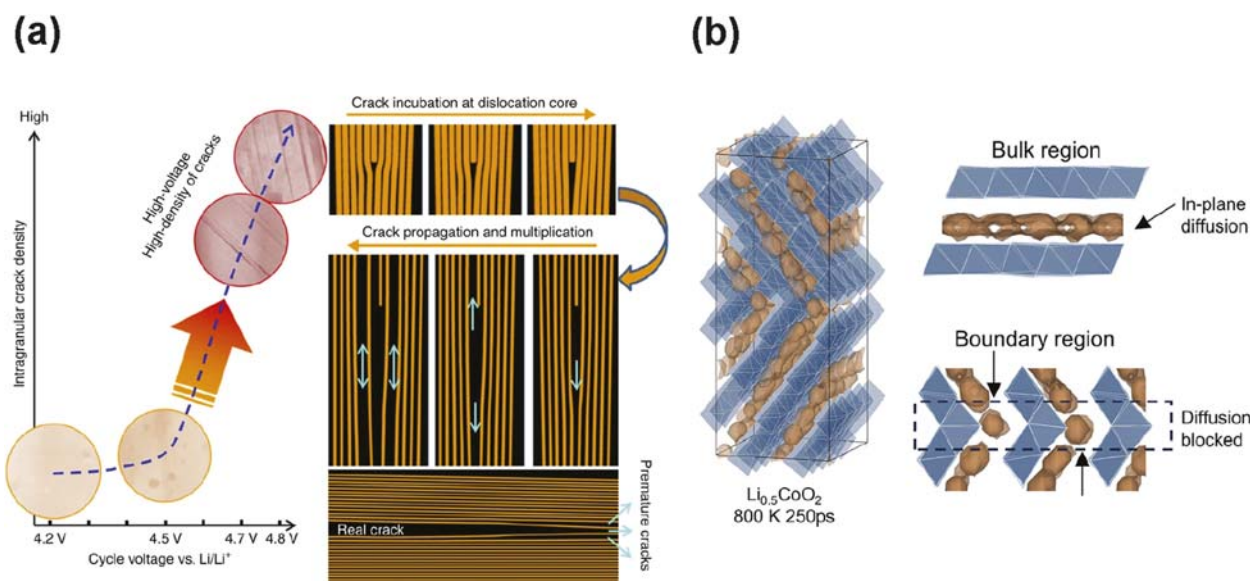 (a)
High
Intragranular crack density
High-voltage
High-density of cracks
4.2 V
4.5 V
4.7 V
4.8 V
Cycle voltage vs. Li/Li⁺
Crack incubation at dislocation core
Crack propagation and multiplication
Real crack
Premature cracks
(b)
Li₀.₅CoO₂
800 K 250ps
Bulk region
In-plane
diffusion
Boundary region
Diffusion
blocked